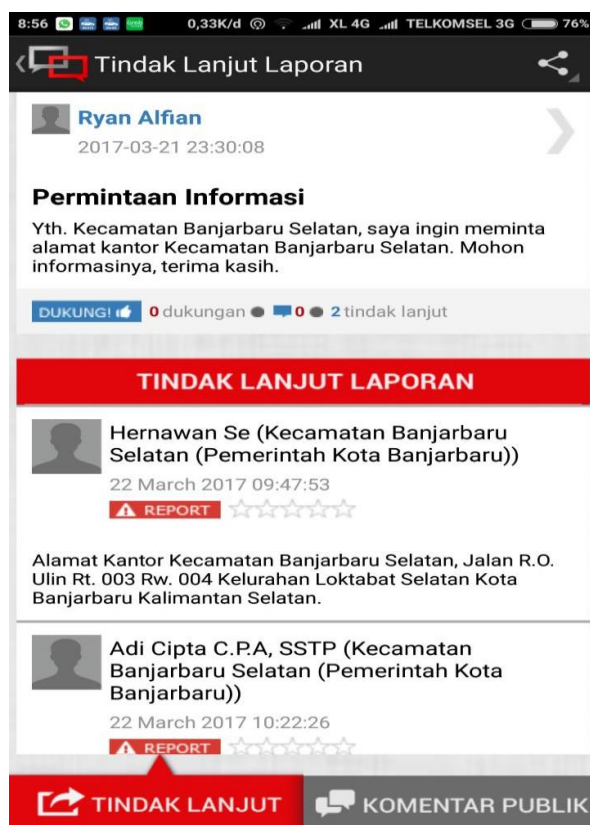 8:56 0,33K/d XL 4G TELKOMSEL 3G 76%
Tindak Lanjut Laporan
Ryan Alfian
2017-03-21 23:30:08
Permintaan Informasi
Yth. Kecamatan Banjarbaru Selatan, saya ingin meminta
alamat kantor Kecamatan Banjarbaru Selatan. Mohon
informasinya, terima kasih.
DUKUNG! 0 dukungan 0 2 tindak lanjut
TINDAK LANJUT LAPORAN
Hernawan Se (Kecamatan Banjarbaru
Selatan (Pemerintah Kota Banjarbaru))
22 March 2017 09:47:53
REPORT
Alamat Kantor Kecamatan Banjarbaru Selatan, Jalan R.O.
Ulin Rt. 003 Rw. 004 Kelurahan Loktabat Selatan Kota
Banjarbaru Kalimantan Selatan.
Adi Cipta C.P.A, SSTP (Kecamatan
Banjarbaru Selatan (Pemerintah Kota
Banjarbaru))
22 March 2017 10:22:26
REPORT
TINDAK LANJUT KOMENTAR PUBLIK